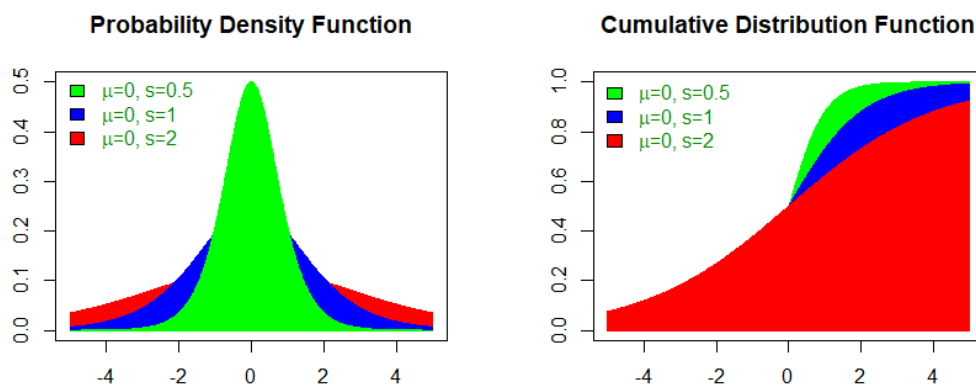 Probability Density Function
0.5
0.4
0.3
0.2
0.1
0.0
μ=0, s=0.5
μ=0, s=1
μ=0, s=2
-4 -2 0 2 4
Cumulative Distribution Function
1.0
0.8
0.6
0.4
0.2
0.0
μ=0, s=0.5
μ=0, s=1
μ=0, s=2
-4 -2 0 2 4